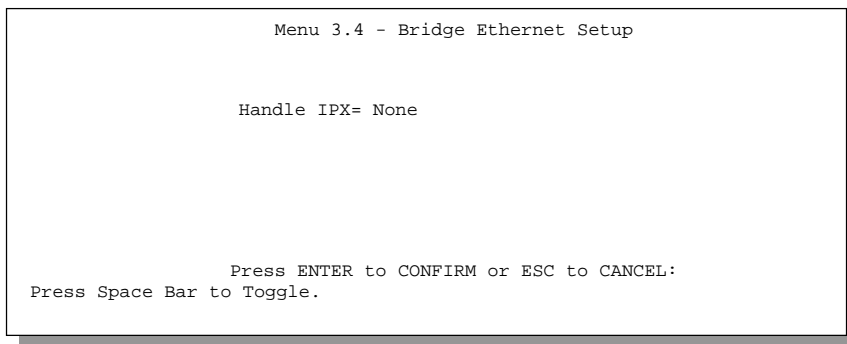 Menu 3.4 - Bridge Ethernet Setup
Handle IPX= None
Press ENTER to CONFIRM or ESC to CANCEL:
Press Space Bar to Toggle.